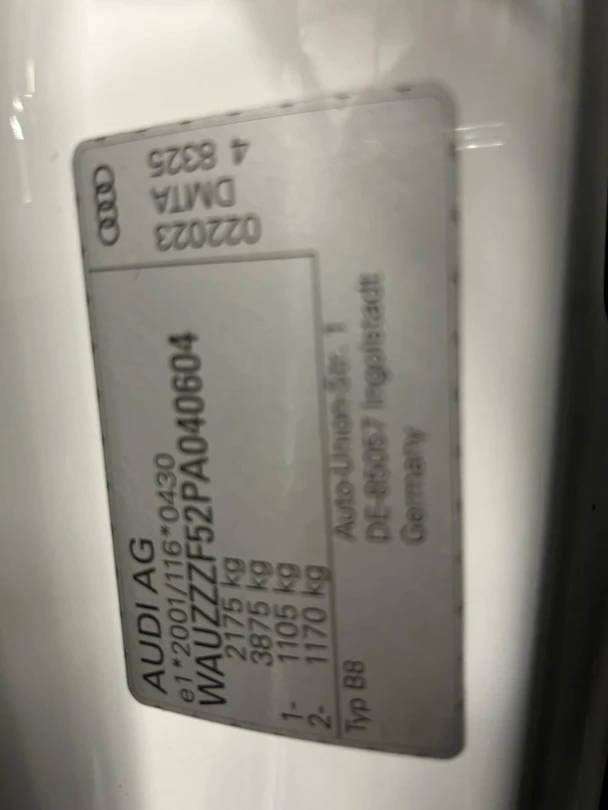 AUDI AG
e1*2001/116*0430
WAUZZZF52PA040604
2175 kg
3875 kg
1- 1105 kg
2- 1170 kg
Typ B8
Auto-Union-Str. 1
DE-85057 Ingolstadt
Germany
022023
DMTA
4 8325